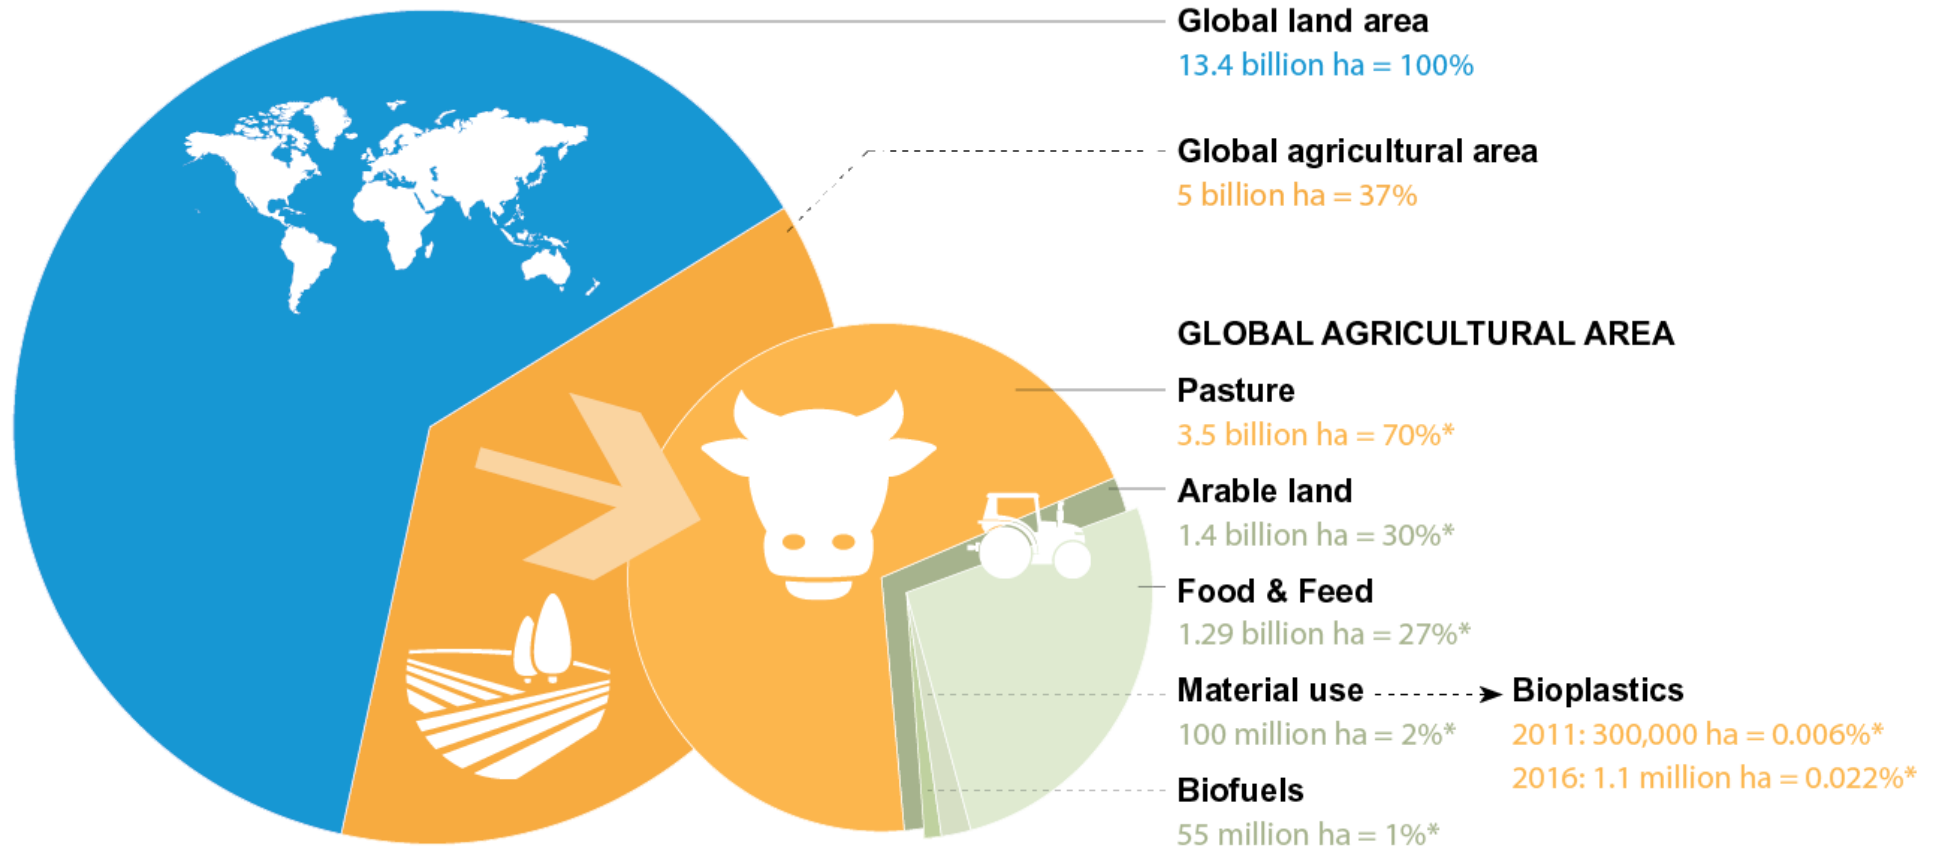 Global land area
13.4 billion ha = 100%
Global agricultural area
5 billion ha = 37%
GLOBAL AGRICULTURAL AREA
Pasture
3.5 billion ha = 70%*
Arable land
1.4 billion ha = 30%*
Food & Feed
1.29 billion ha = 27%*
Material use
100 million ha = 2%*
Bioplastics
2011: 300,000 ha = 0.006%*
2016: 1.1 million ha = 0.022%*
Biofuels
55 million ha = 1%*